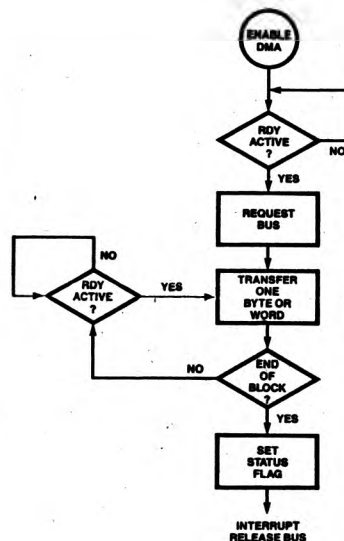 ENABLE
DMA
RDY
ACTIVE
?
NO
YES
REQUEST
BUS
NO
RDY
ACTIVE
?
YES
TRANSFER
ONE
BYTE OR
WORD
NO
END
OF
BLOCK
?
YES
SET
STATUS
FLAG
INTERRUPT
RELEASE BUS